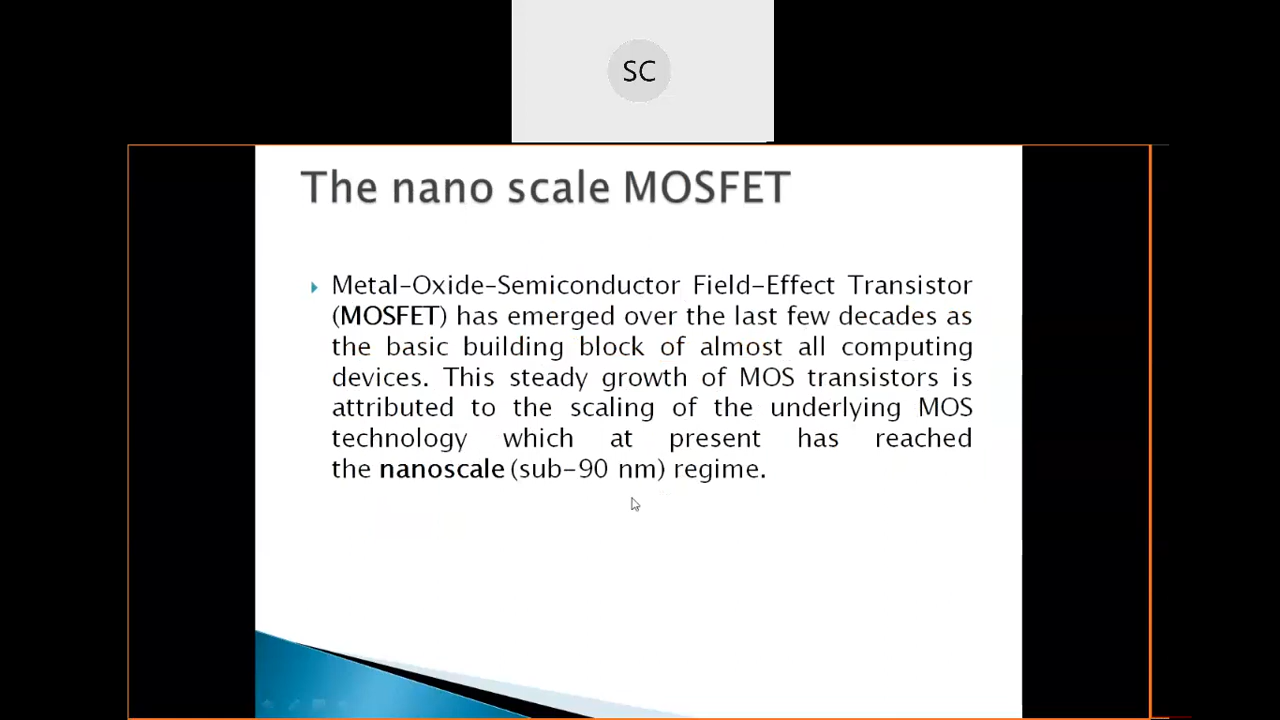 SC
The nano scale MOSFET
Metal-Oxide-Semiconductor Field-Effect Transistor
(MOSFET) has emerged over the last few decades as
the basic building block of almost all computing
devices. This steady growth of MOS transistors is
attributed to the scaling of the underlying MOS
technology which at present has reached
the nanoscale (sub-90 nm) regime.